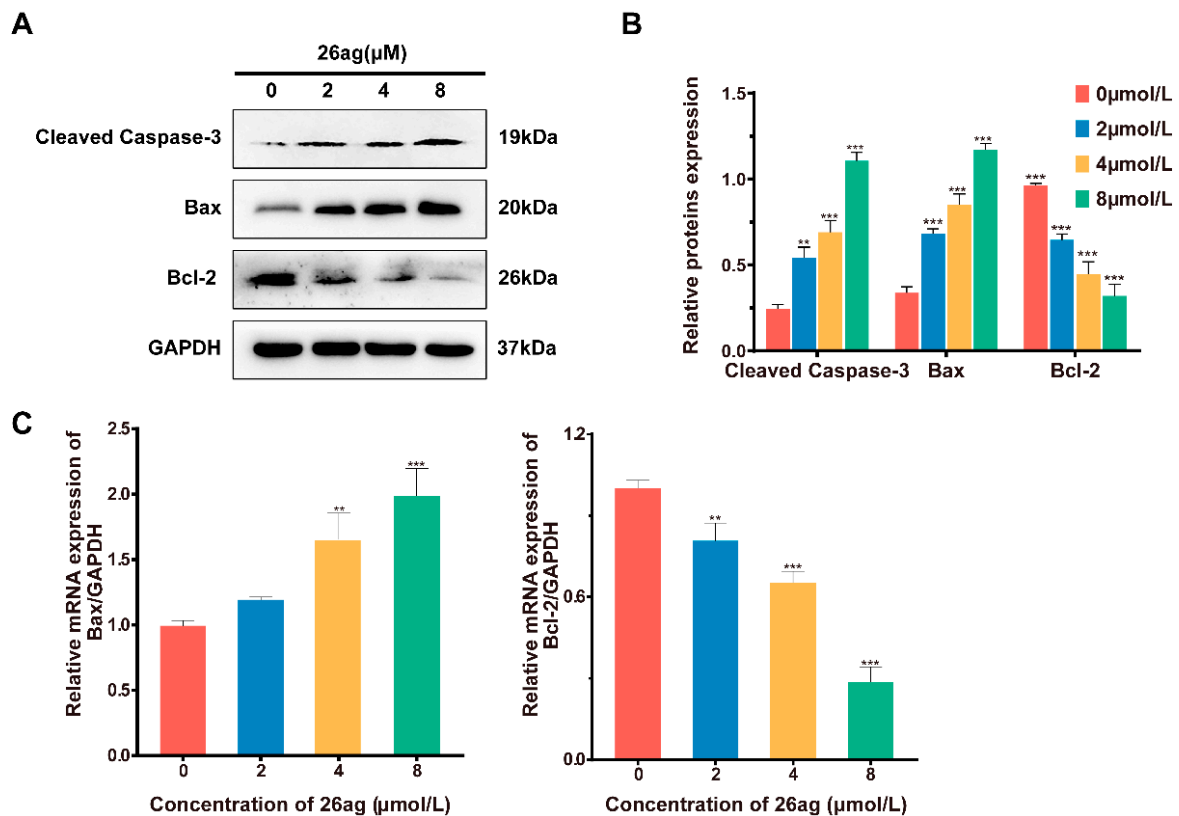 A
26ag(μM)
0 2 4 8
Cleaved Caspase-3 19kDa
Bax 20kDa
Bcl-2 26kDa
GAPDH 37kDa
B
Relative proteins expression
1.5
1.0
0.5
0.0
** *** ***
*** *** ***
*** *** *** ***
Cleaved Caspase-3 Bax Bcl-2
0μmol/L
2μmol/L
4μmol/L
8μmol/L
C
Relative mRNA expression of
Bax/GAPDH
2.5
2.0
1.5
1.0
0.5
0.0
** ***
0 2 4 8
Concentration of 26ag (μmol/L)
Relative mRNA expression of
Bcl-2/GAPDH
1.2
0.6
0.0
** *** ***
0 2 4 8
Concentration of 26ag (μmol/L)